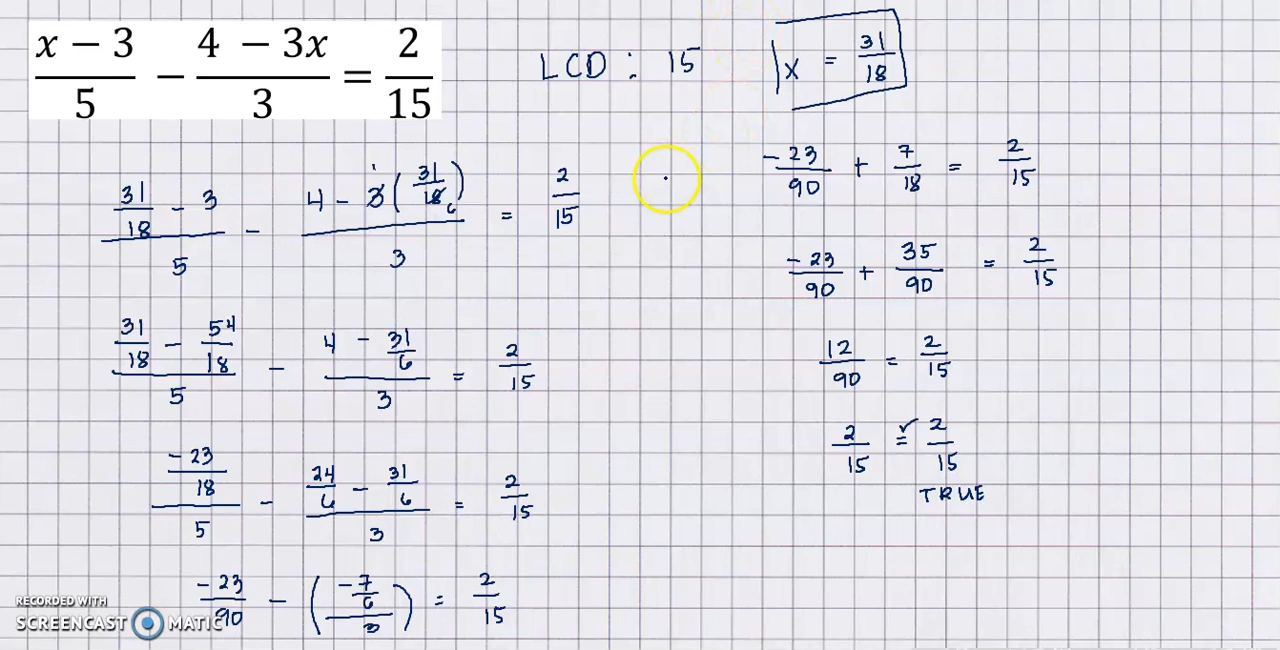 (x − 3)/5 − (4 − 3x)/3 = 2/15
LCD : 15
x = 31/18
(31/18 - 3)/5 - (4 - 3(31/18))/3 = 2/15
1
6
(31/18 - 54/18)/5 - (4 - 31/6)/3 = 2/15
(-23/18)/5 - (24/6 - 31/6)/3 = 2/15
-23/90 - ((-7/6)/3) = 2/15
-23/90 + 7/18 = 2/15
-23/90 + 35/90 = 2/15
12/90 = 2/15
2/15 = 2/15
✓
TRUE
RECORDED WITH
SCREENCAST MATIC